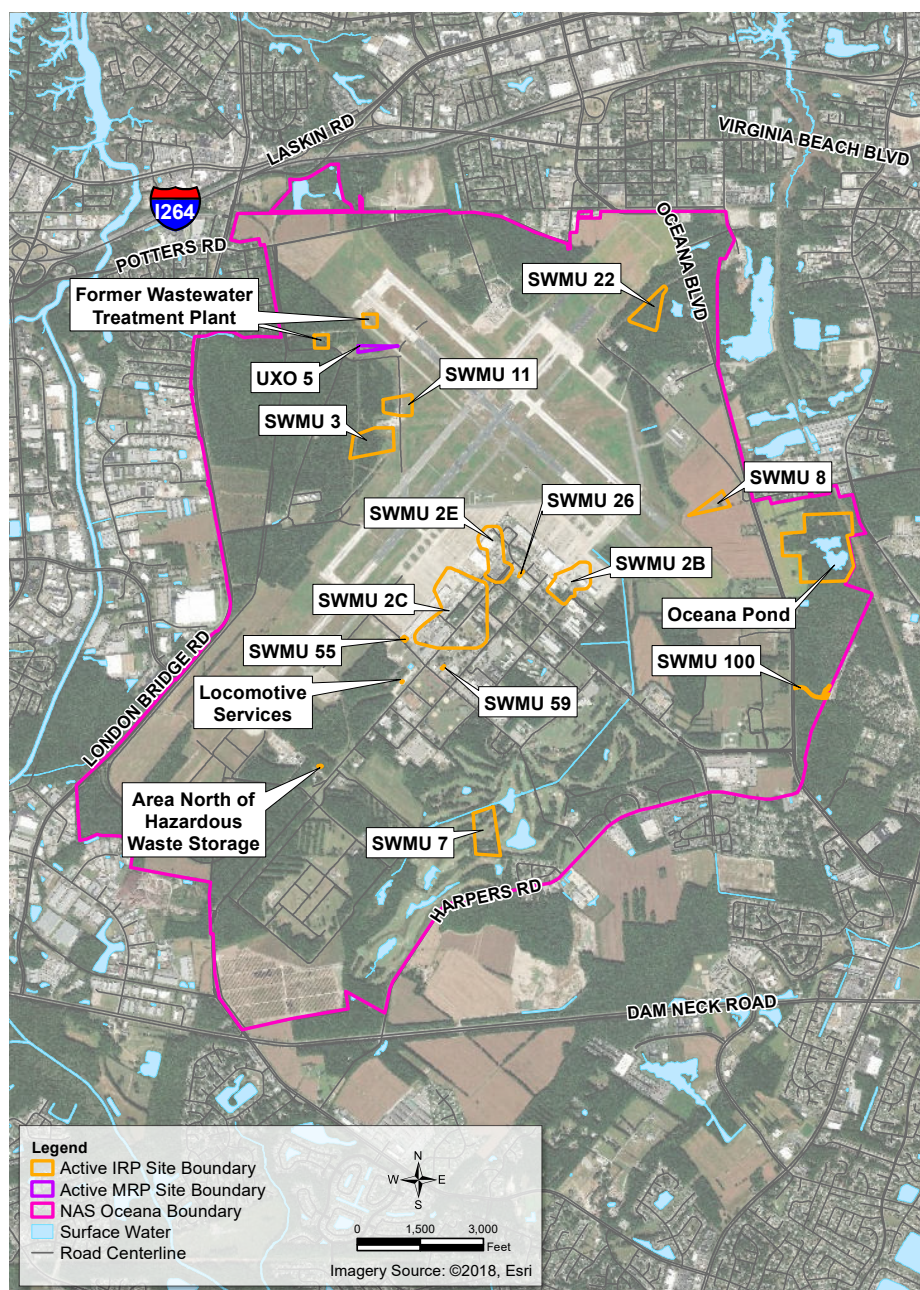 LASKIN RD
VIRGINIA BEACH BLVD
I264
POTTERS RD
OCEANA BLVD
SWMU 22
Former Wastewater
Treatment Plant
UXO 5
SWMU 11
SWMU 3
SWMU 8
SWMU 26
SWMU 2E
SWMU 2B
SWMU 2C
Oceana Pond
SWMU 55
SWMU 100
LONDON BRIDGE RD
Locomotive
Services
SWMU 59
Area North of
Hazardous
Waste Storage
SWMU 7
HARPERS RD
DAM NECK ROAD
Legend
Active IRP Site Boundary
Active MRP Site Boundary
NAS Oceana Boundary
Surface Water
Road Centerline
N
W E
S
0 1,500 3,000
Feet
Imagery Source: ©2018, Esri